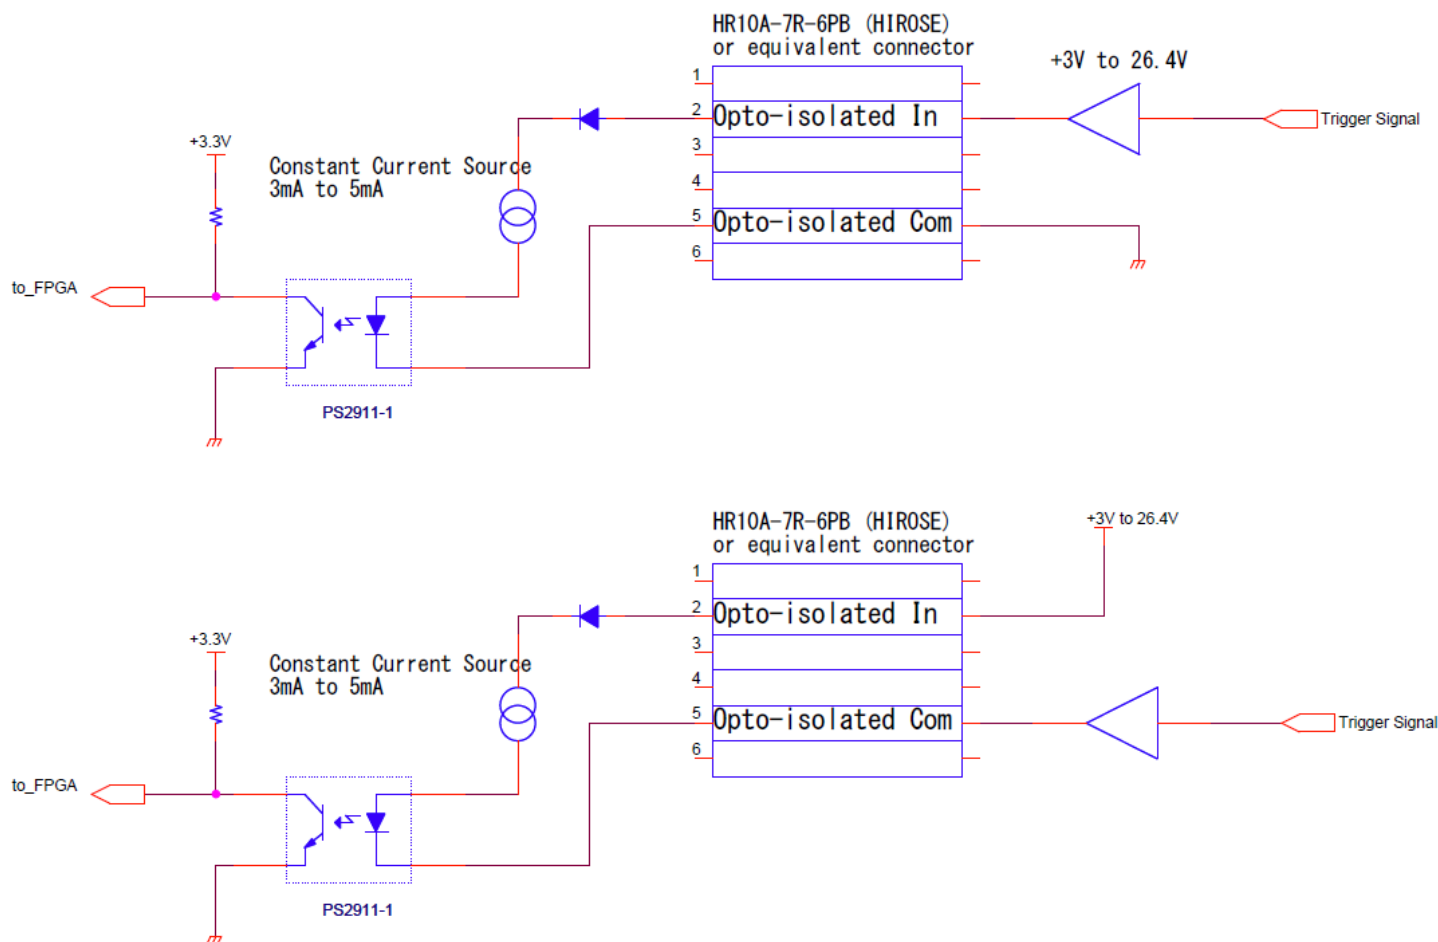 HR10A-7R-6PB (HIROSE)
or equivalent connector
+3V to 26.4V
1
2
Opto-isolated In
Trigger Signal
3
4
5
Opto-isolated Com
6
+3.3V
Constant Current Source
3mA to 5mA
to_FPGA
PS2911-1
HR10A-7R-6PB (HIROSE)
or equivalent connector
+3V to 26.4V
1
2
Opto-isolated In
3
4
5
Opto-isolated Com
Trigger Signal
6
+3.3V
Constant Current Source
3mA to 5mA
to_FPGA
PS2911-1